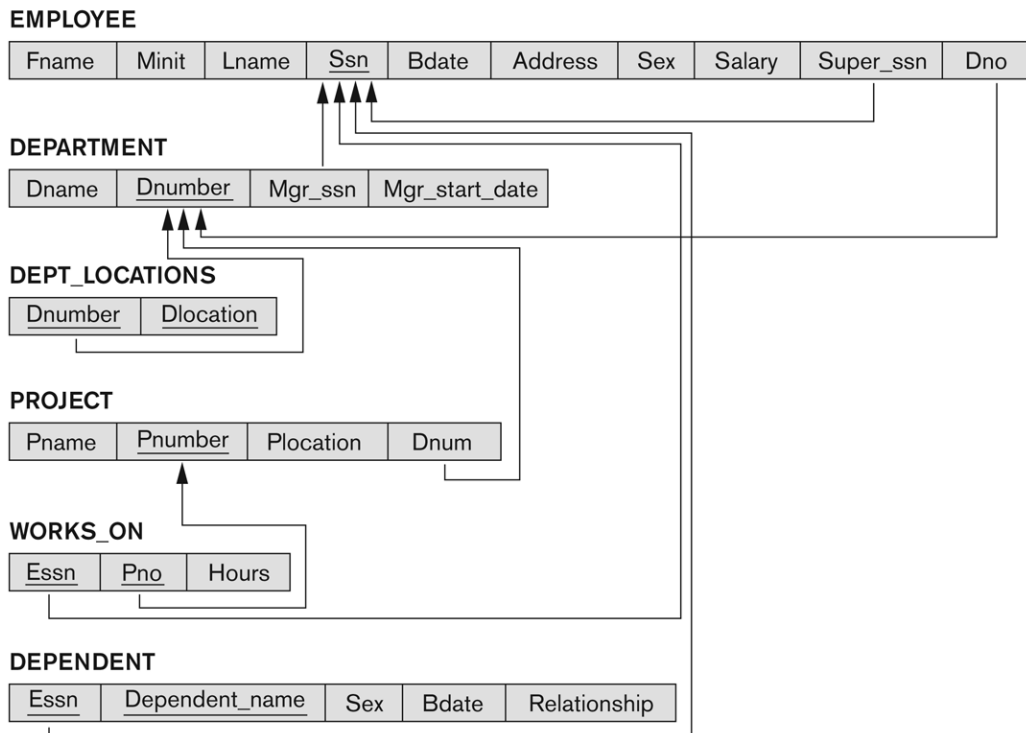 EMPLOYEE
Fname Minit Lname Ssn Bdate Address Sex Salary Super_ssn Dno
DEPARTMENT
Dname Dnumber Mgr_ssn Mgr_start_date
DEPT_LOCATIONS
Dnumber Dlocation
PROJECT
Pname Pnumber Plocation Dnum
WORKS_ON
Essn Pno Hours
DEPENDENT
Essn Dependent_name Sex Bdate Relationship